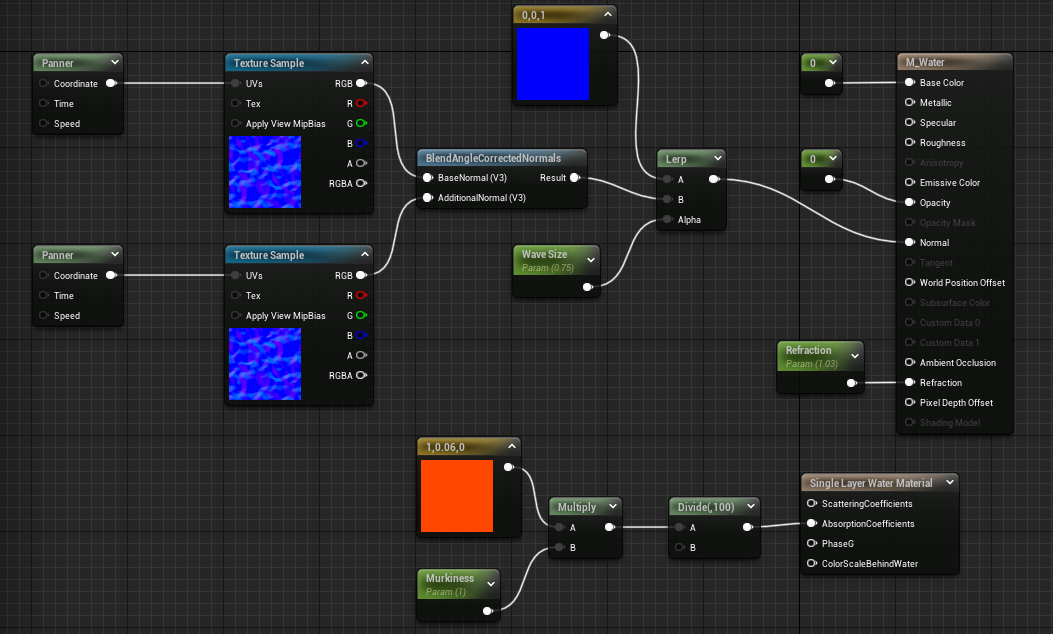 Panner
Coordinate
Time
Speed
Texture Sample
UVs
RGB
Tex
R
Apply View MipBias
G
B
A
RGBA
Panner
Coordinate
Time
Speed
Texture Sample
UVs
RGB
Tex
R
Apply View MipBias
G
B
A
RGBA
BlendAngleCorrectedNormals
BaseNormal (V3)
Result
AdditionalNormal (V3)
0,0,1
Wave Size
Param (0.75)
Lerp
A
B
Alpha
0
0
Refraction
Param (1.03)
M_Water
Base Color
Metallic
Specular
Roughness
Anisotropy
Emissive Color
Opacity
Opacity Mask
Normal
Tangent
World Position Offset
Subsurface Color
Custom Data 0
Custom Data 1
Ambient Occlusion
Refraction
Pixel Depth Offset
Shading Model
1,0.06,0
Murkiness
Param (1)
Multiply
A
B
Divide(,100)
A
B
Single Layer Water Material
ScatteringCoefficients
AbsorptionCoefficients
PhaseG
ColorScaleBehindWater